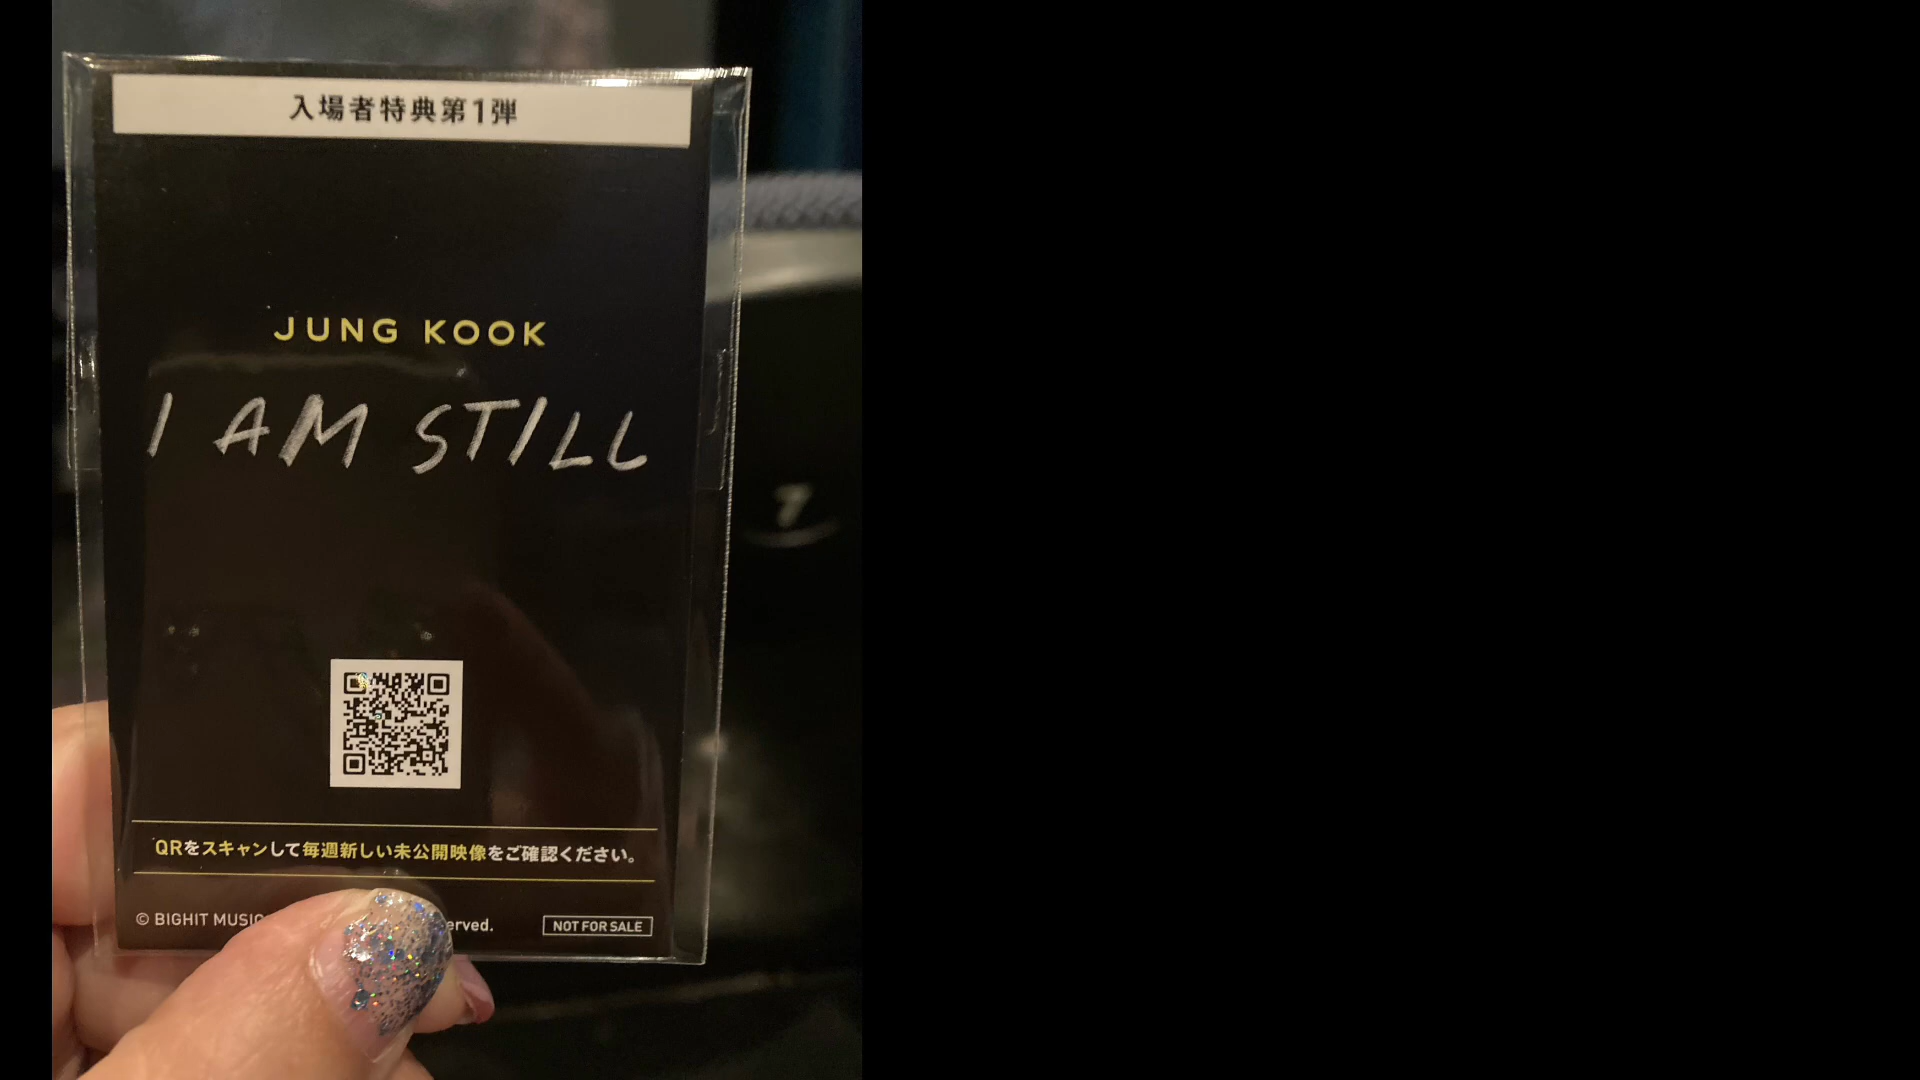 入場者特典第1弾
JUNG KOOK
I AM STILL
QRをスキャンして毎週新しい未公開映像をご確認ください。
© BIGHIT MUSIC erved.
NOT FOR SALE
7